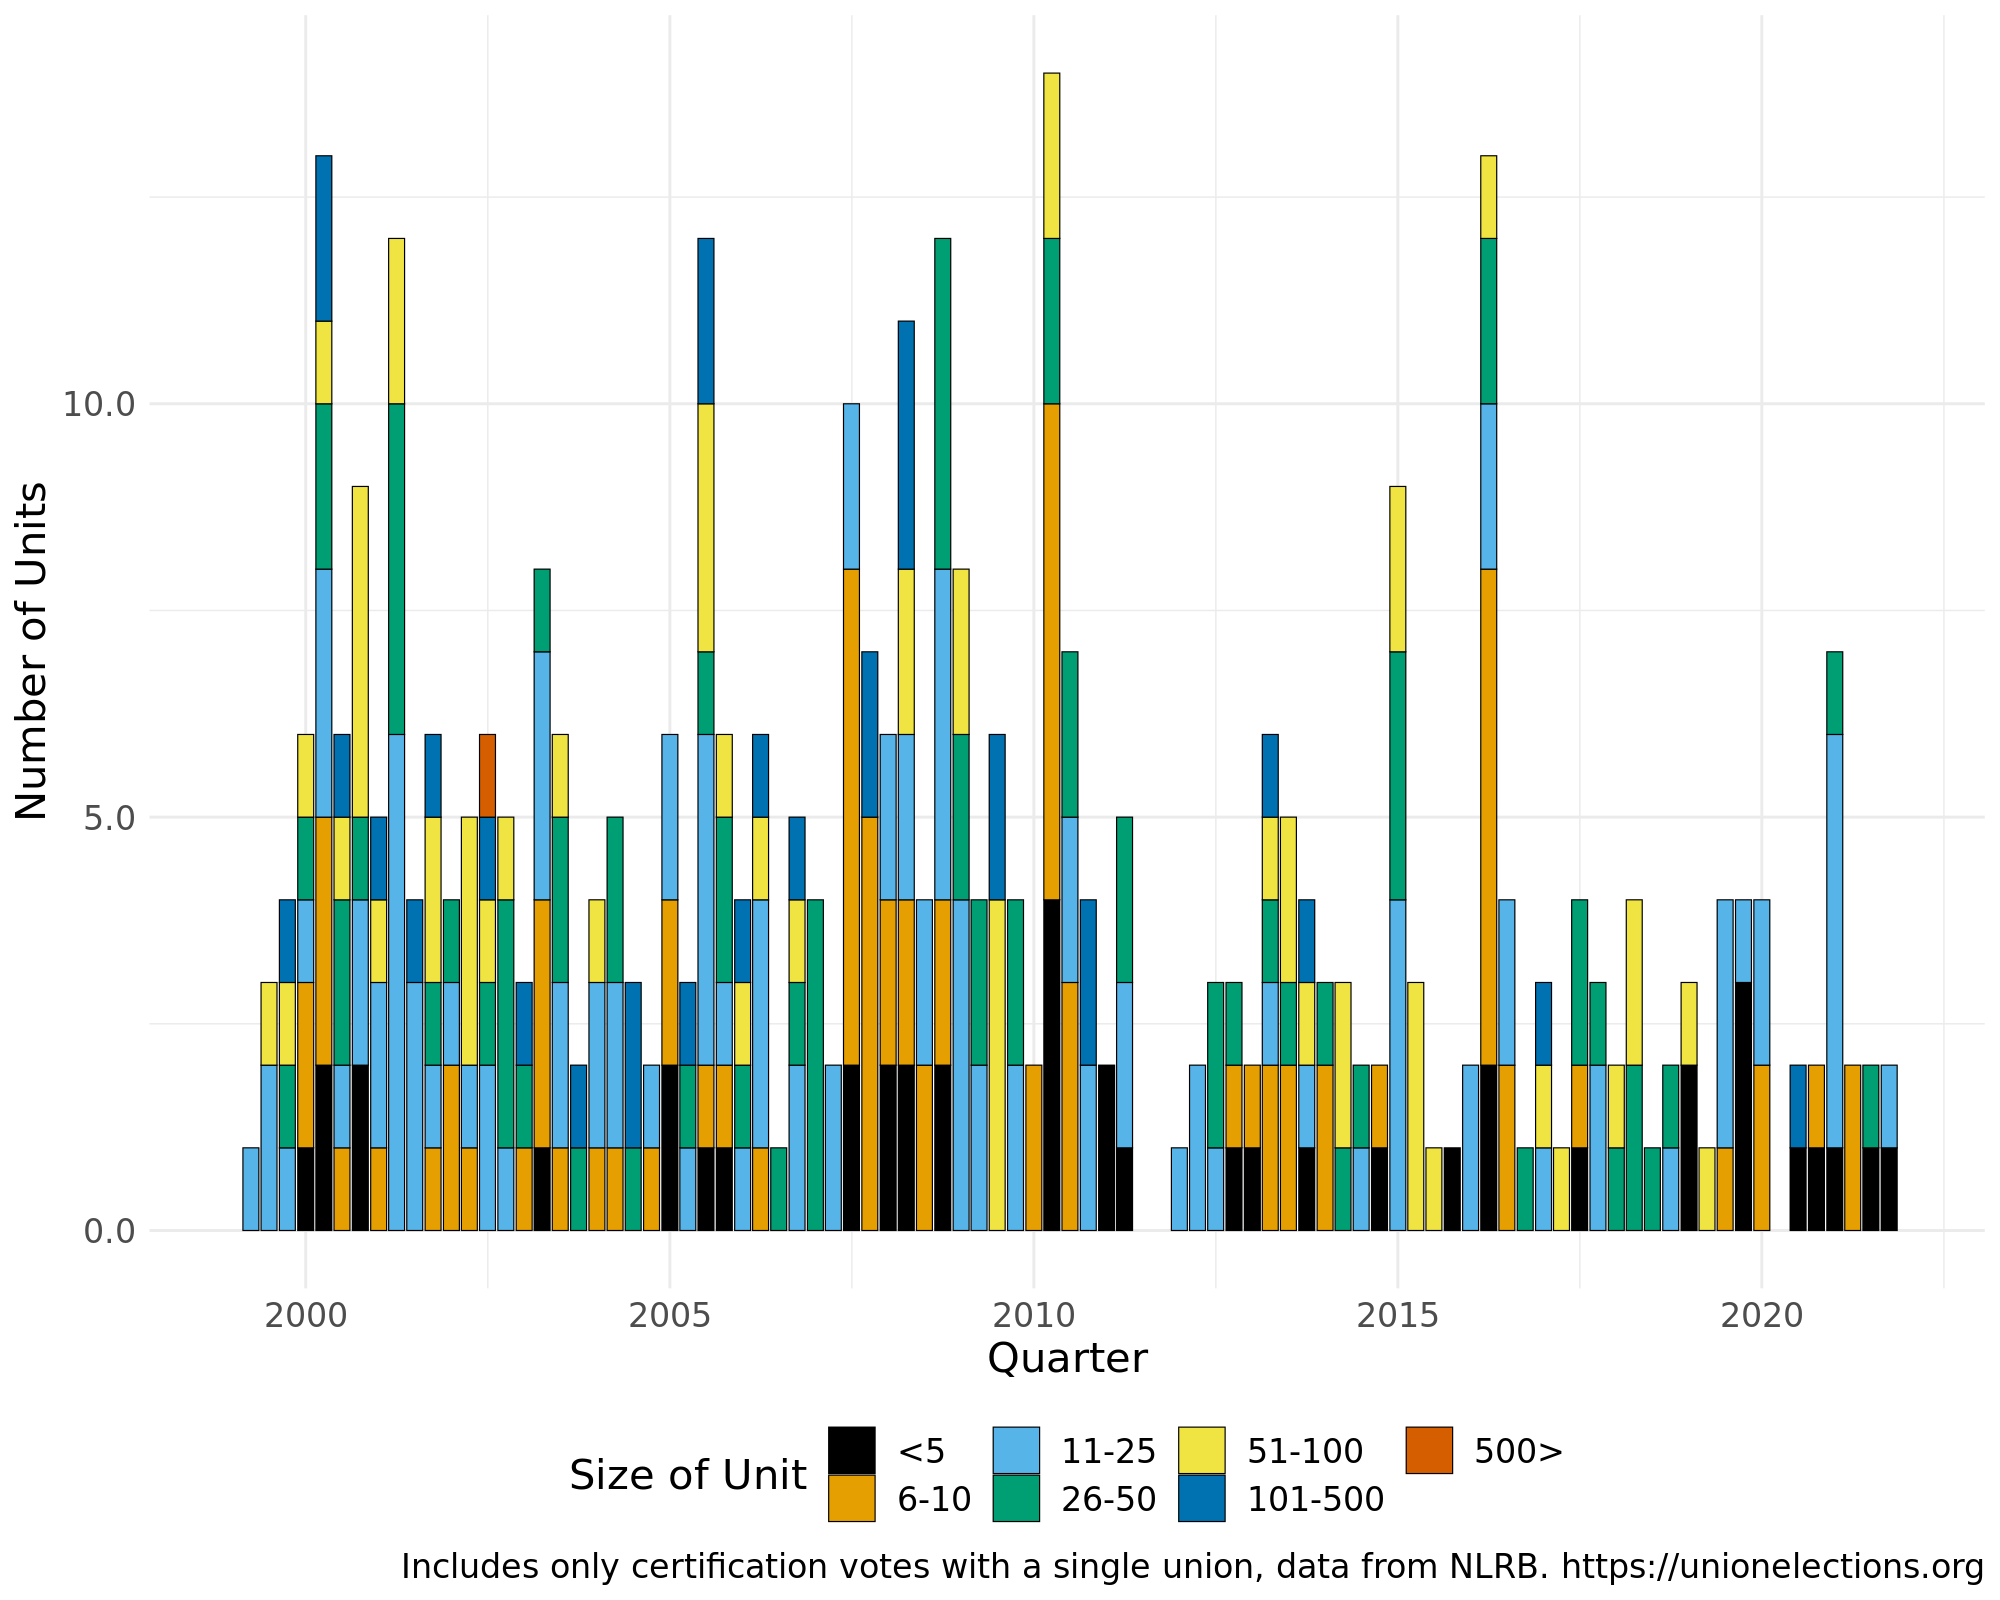 Number of Units
10.0
5.0
0.0
2000 2005 2010 2015 2020
Quarter
Size of Unit
<5 11-25 51-100 500>
6-10 26-50 101-500
Includes only certification votes with a single union, data from NLRB. https://unionelections.org